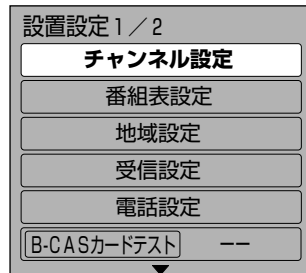 設置設定1／2
チャンネル設定
番組表設定
地域設定
受信設定
電話設定
B-CASカードテスト －－